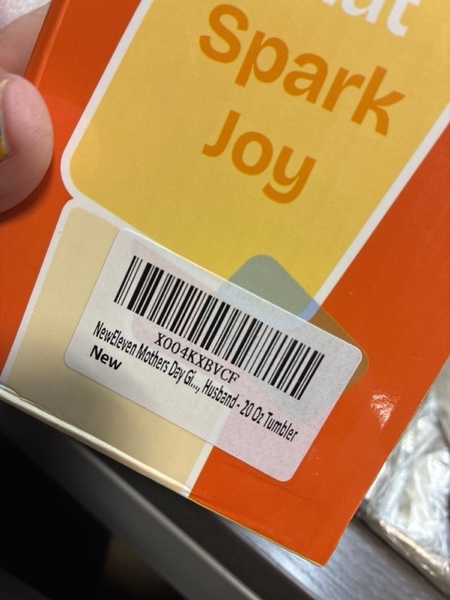 Spark
Joy
X004KXBVCF
NewEleven Mothers Day Gi..., Husband - 20 Oz Tumbler
New